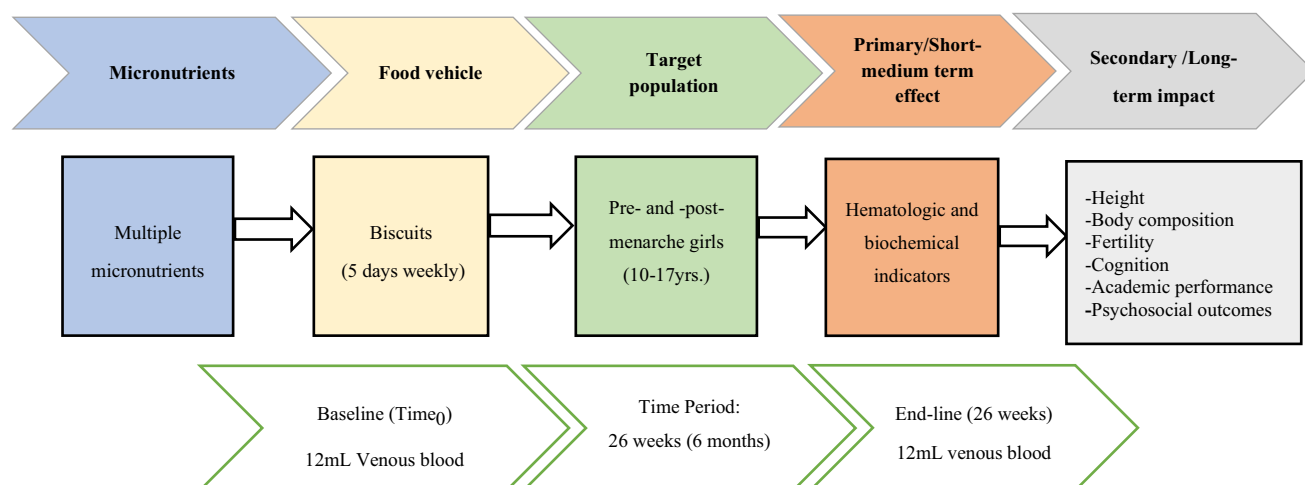 Micronutrients
Food vehicle
Target
population
Primary/Short-
medium term
effect
Secondary /Long-
term impact
Multiple
micronutrients
Biscuits
(5 days weekly)
Pre- and -post-
menarche girls
(10-17yrs.)
Hematologic and
biochemical
indicators
-Height
-Body composition
-Fertility
-Cognition
-Academic performance
-Psychosocial outcomes
Baseline (Time₀)
12mL Venous blood
Time Period:
26 weeks (6 months)
End-line (26 weeks)
12mL venous blood